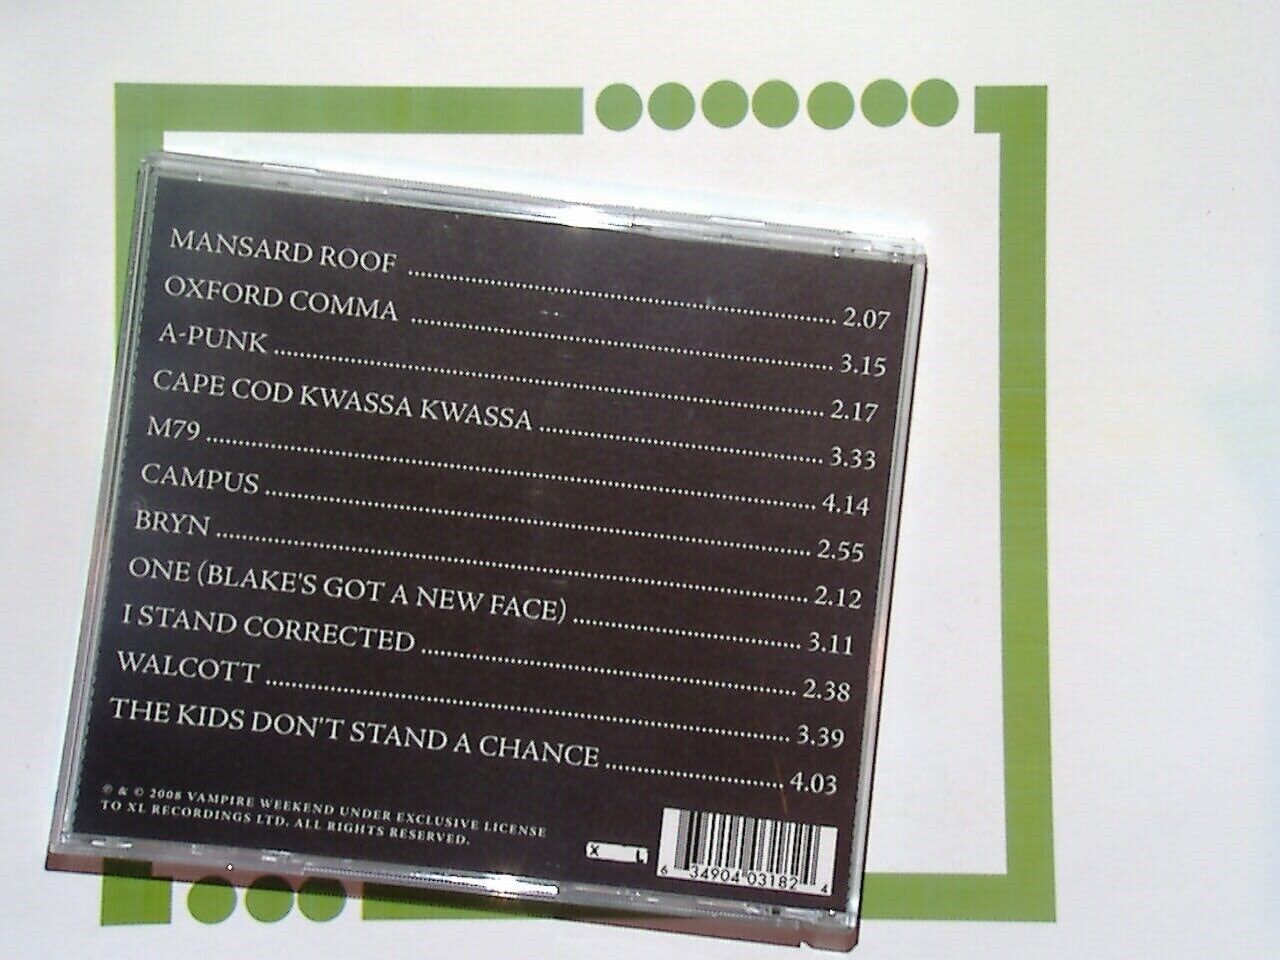 MANSARD ROOF ........ 2.07
OXFORD COMMA ........ 3.15
A-PUNK ........ 2.17
CAPE COD KWASSA KWASSA ........ 3.33
M79 ........ 4.14
CAMPUS ........ 2.55
BRYN ........ 2.12
ONE (BLAKE'S GOT A NEW FACE) ........ 3.11
I STAND CORRECTED ........ 2.38
WALCOTT ........ 3.39
THE KIDS DON'T STAND A CHANCE ........ 4.03
℗ & © 2008 VAMPIRE WEEKEND UNDER EXCLUSIVE LICENSE
TO XL RECORDINGS LTD. ALL RIGHTS RESERVED.
X L
6 34904 03182 4